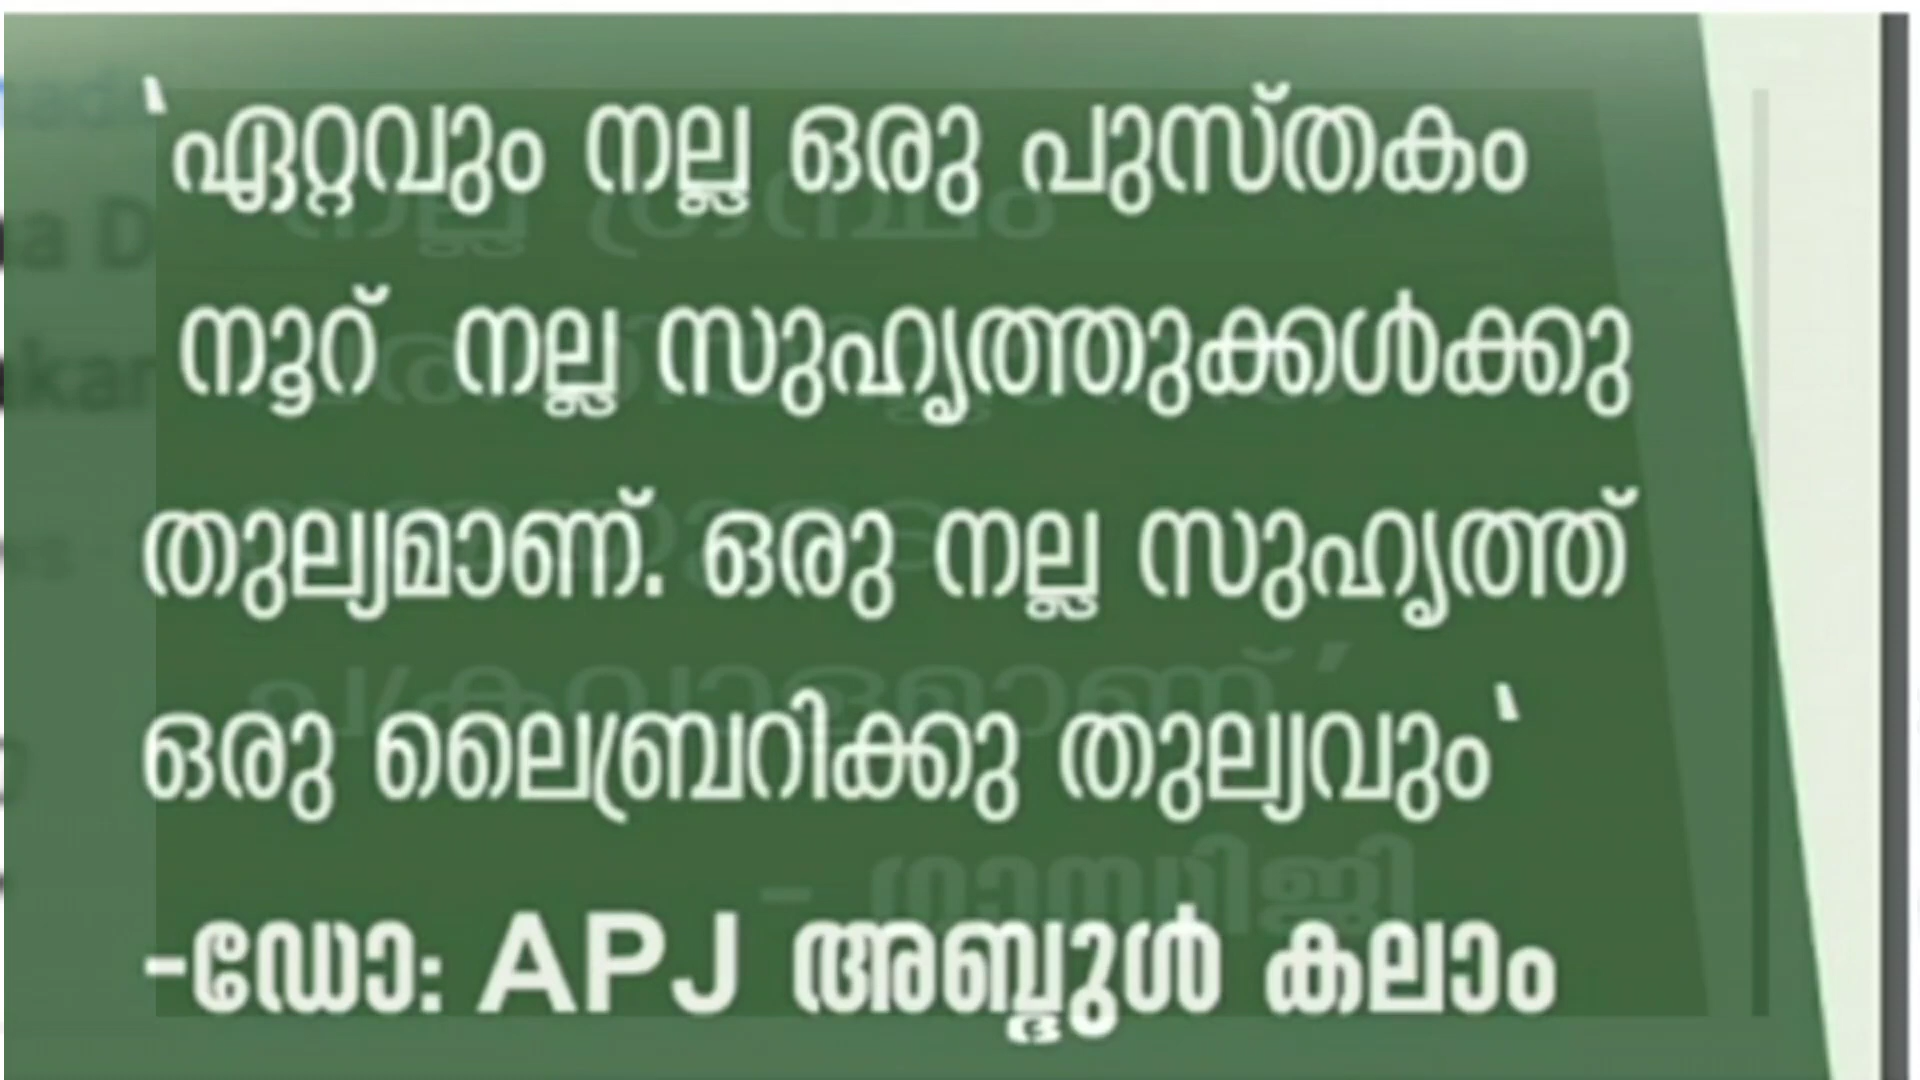 ‘ഏറ്റവും നല്ല ഒരു പുസ്തകം
നൂറ് നല്ല സുഹൃത്തുക്കൾക്കു
തുല്യമാണ്. ഒരു നല്ല സുഹൃത്ത്
ഒരു ലൈബ്രറിക്കു തുല്യവും‘
-ഡോ: APJ അബ്ദുൾ കലാം